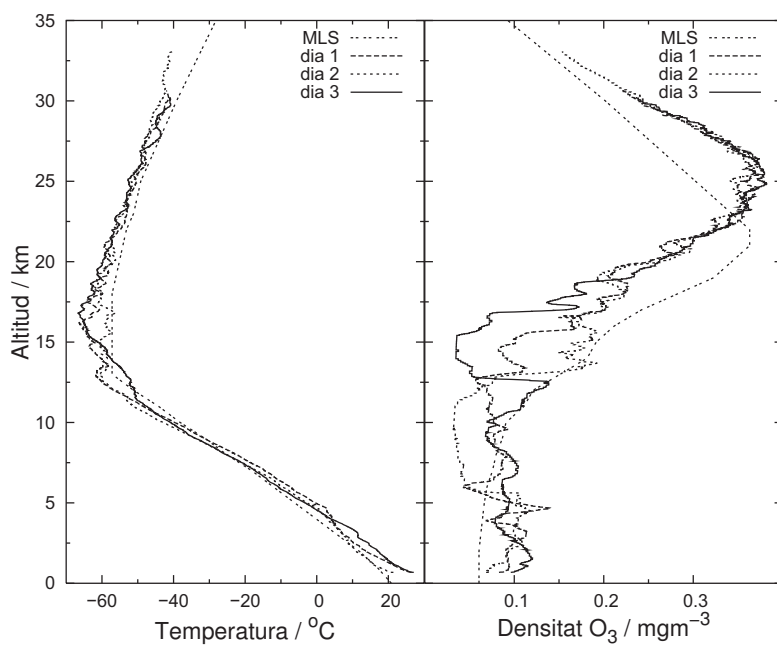 35
30
25
20
15
10
5
0
Altitud / km
MLS
dia 1
dia 2
dia 3
−60
−40
−20
0
20
Temperatura / °C
MLS
dia 1
dia 2
dia 3
0.1
0.2
0.3
Densitat O₃ / mgm⁻³